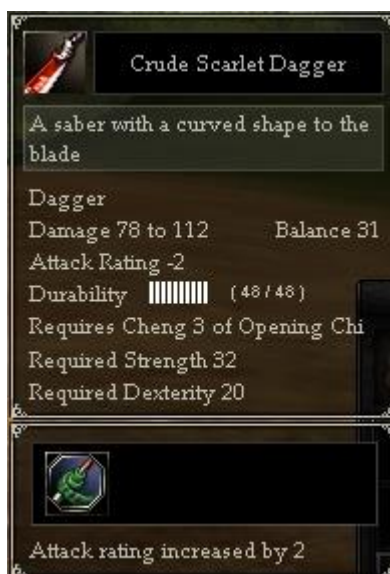 Crude Scarlet Dagger
A saber with a curved shape to the
blade
Dagger
Damage 78 to 112 Balance 31
Attack Rating -2
Durability (48/48)
Requires Cheng 3 of Opening Chi
Required Strength 32
Required Dexterity 20
Attack rating increased by 2